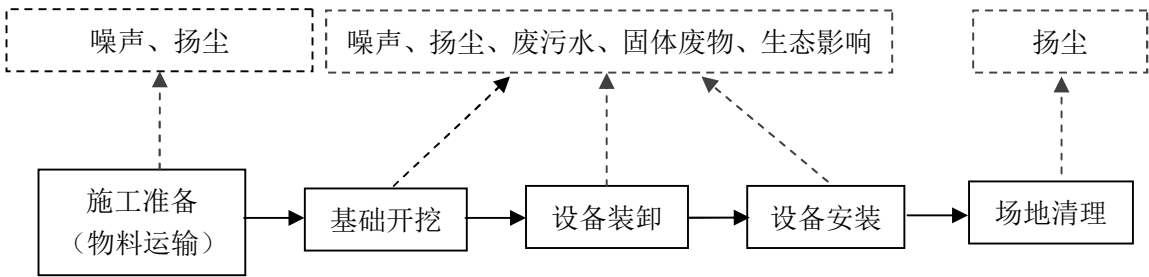 噪声、扬尘
噪声、扬尘、废污水、固体废物、生态影响
扬尘
施工准备
（物料运输）
基础开挖
设备装卸
设备安装
场地清理